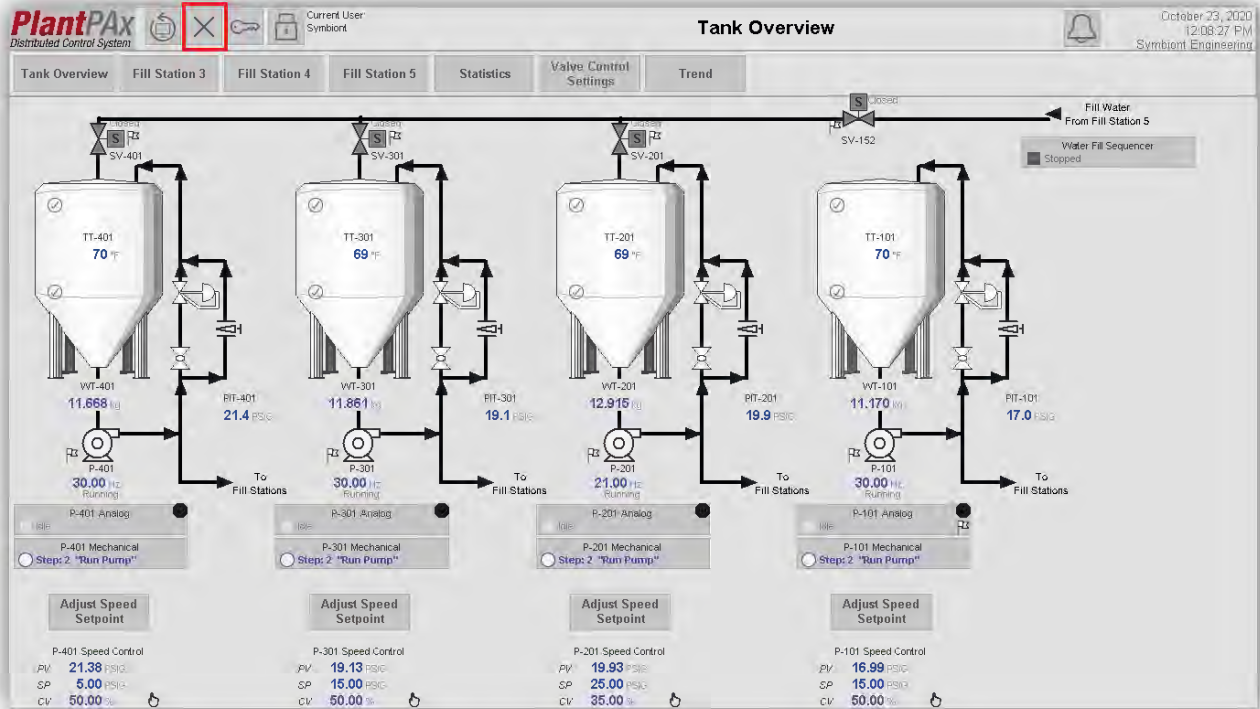 PlantPAx
Distributed Control System
Current User
Symbiont
Tank Overview
October 23, 2020
12:08:27 PM
Symbiont Engineering
Tank Overview
Fill Station 3
Fill Station 4
Fill Station 5
Statistics
Valve Control
Settings
Trend
S Closed
Fill Water
From Fill Station 5
SV-152
Water Fill Sequencer
Stopped
Closed
S
SV-401
Closed
S
SV-301
Closed
S
SV-201
TT-401
70 °F
TT-301
69 °F
TT-201
69 °F
TT-101
70 °F
WT-401
11.668 kg
PIT-401
21.4 PSIG
WT-301
11.861 kg
PIT-301
19.1 PSIG
WT-201
12.915 kg
PIT-201
19.9 PSIG
WT-101
11.170 kg
PIT-101
17.0 PSIG
P-401
30.00 Hz
Running
To
Fill Stations
P-301
30.00 Hz
Running
To
Fill Stations
P-201
21.00 Hz
Running
To
Fill Stations
P-101
30.00 Hz
Running
To
Fill Stations
P-401 Analog
Idle
P-301 Analog
Idle
P-201 Analog
Idle
P-101 Analog
Idle
P-401 Mechanical
Step: 2 "Run Pump"
P-301 Mechanical
Step: 2 "Run Pump"
P-201 Mechanical
Step: 2 "Run Pump"
P-101 Mechanical
Step: 2 "Run Pump"
Adjust Speed
Setpoint
Adjust Speed
Setpoint
Adjust Speed
Setpoint
Adjust Speed
Setpoint
P-401 Speed Control
PV 21.38 PSIG
SP 5.00 PSIG
CV 50.00 %
P-301 Speed Control
PV 19.13 PSIG
SP 15.00 PSIG
CV 50.00 %
P-201 Speed Control
PV 19.93 PSIG
SP 25.00 PSIG
CV 35.00 %
P-101 Speed Control
PV 16.99 PSIG
SP 15.00 PSIG
CV 50.00 %